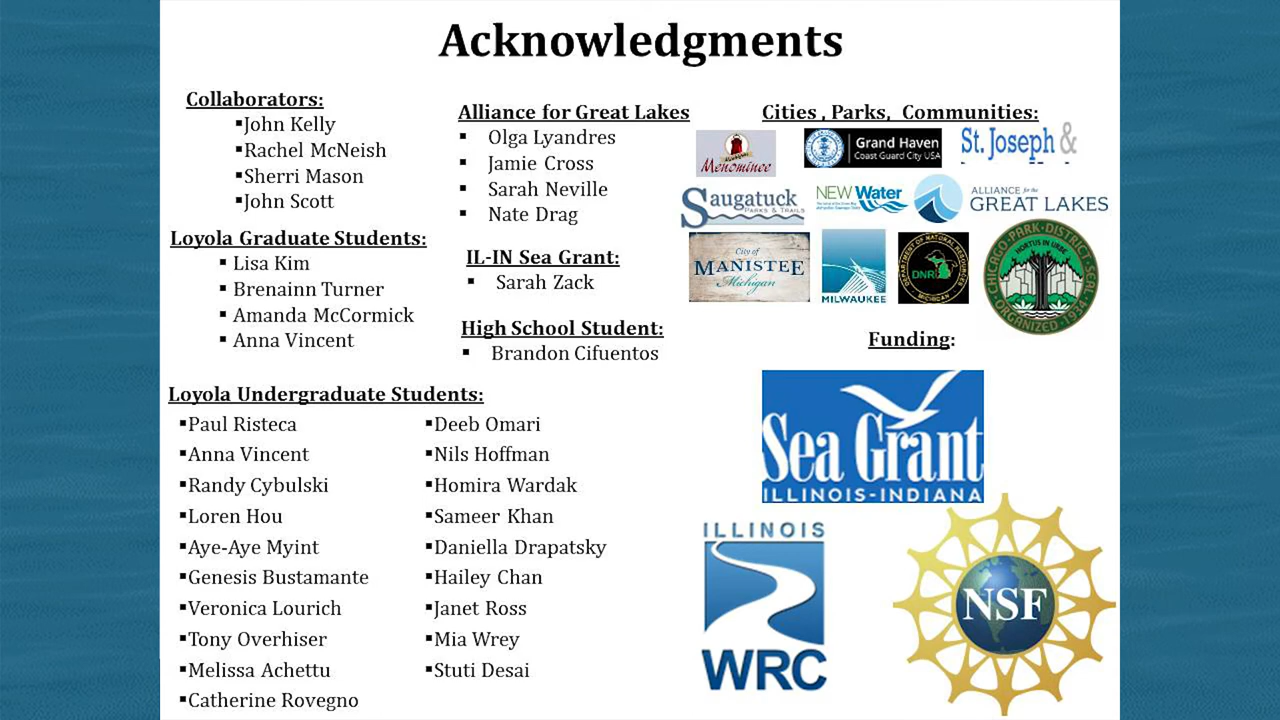 Acknowledgments
Collaborators:
▪John Kelly
▪Rachel McNeish
▪Sherri Mason
▪John Scott
Loyola Graduate Students:
▪ Lisa Kim
▪ Brenainn Turner
▪ Amanda McCormick
▪ Anna Vincent
Alliance for Great Lakes
▪ Olga Lyandres
▪ Jamie Cross
▪ Sarah Neville
▪ Nate Drag
IL-IN Sea Grant:
▪ Sarah Zack
High School Student:
▪ Brandon Cifuentos
Loyola Undergraduate Students:
▪Paul Risteca
▪Anna Vincent
▪Randy Cybulski
▪Loren Hou
▪Aye-Aye Myint
▪Genesis Bustamante
▪Veronica Lourich
▪Tony Overhiser
▪Melissa Achettu
▪Catherine Rovegno
▪Deeb Omari
▪Nils Hoffman
▪Homira Wardak
▪Sameer Khan
▪Daniella Drapatsky
▪Hailey Chan
▪Janet Ross
▪Mia Wrey
▪Stuti Desai
Cities , Parks, Communities:
Menominee
Grand Haven
Coast Guard City USA
St. Joseph &
Saugatuck
PARKS & TRAILS
NEW Water
ALLIANCE for the
GREAT LAKES
City of
MANISTEE
Michigan
MILWAUKEE
DEPARTMENT OF NATURAL RESOURCES
DNR
MICHIGAN
CHICAGO·PARK·DISTRICT·SEAL
HORTUS IN URBE
ORGANIZED·1934
Funding:
Sea Grant
ILLINOIS-INDIANA
ILLINOIS
WRC
NSF